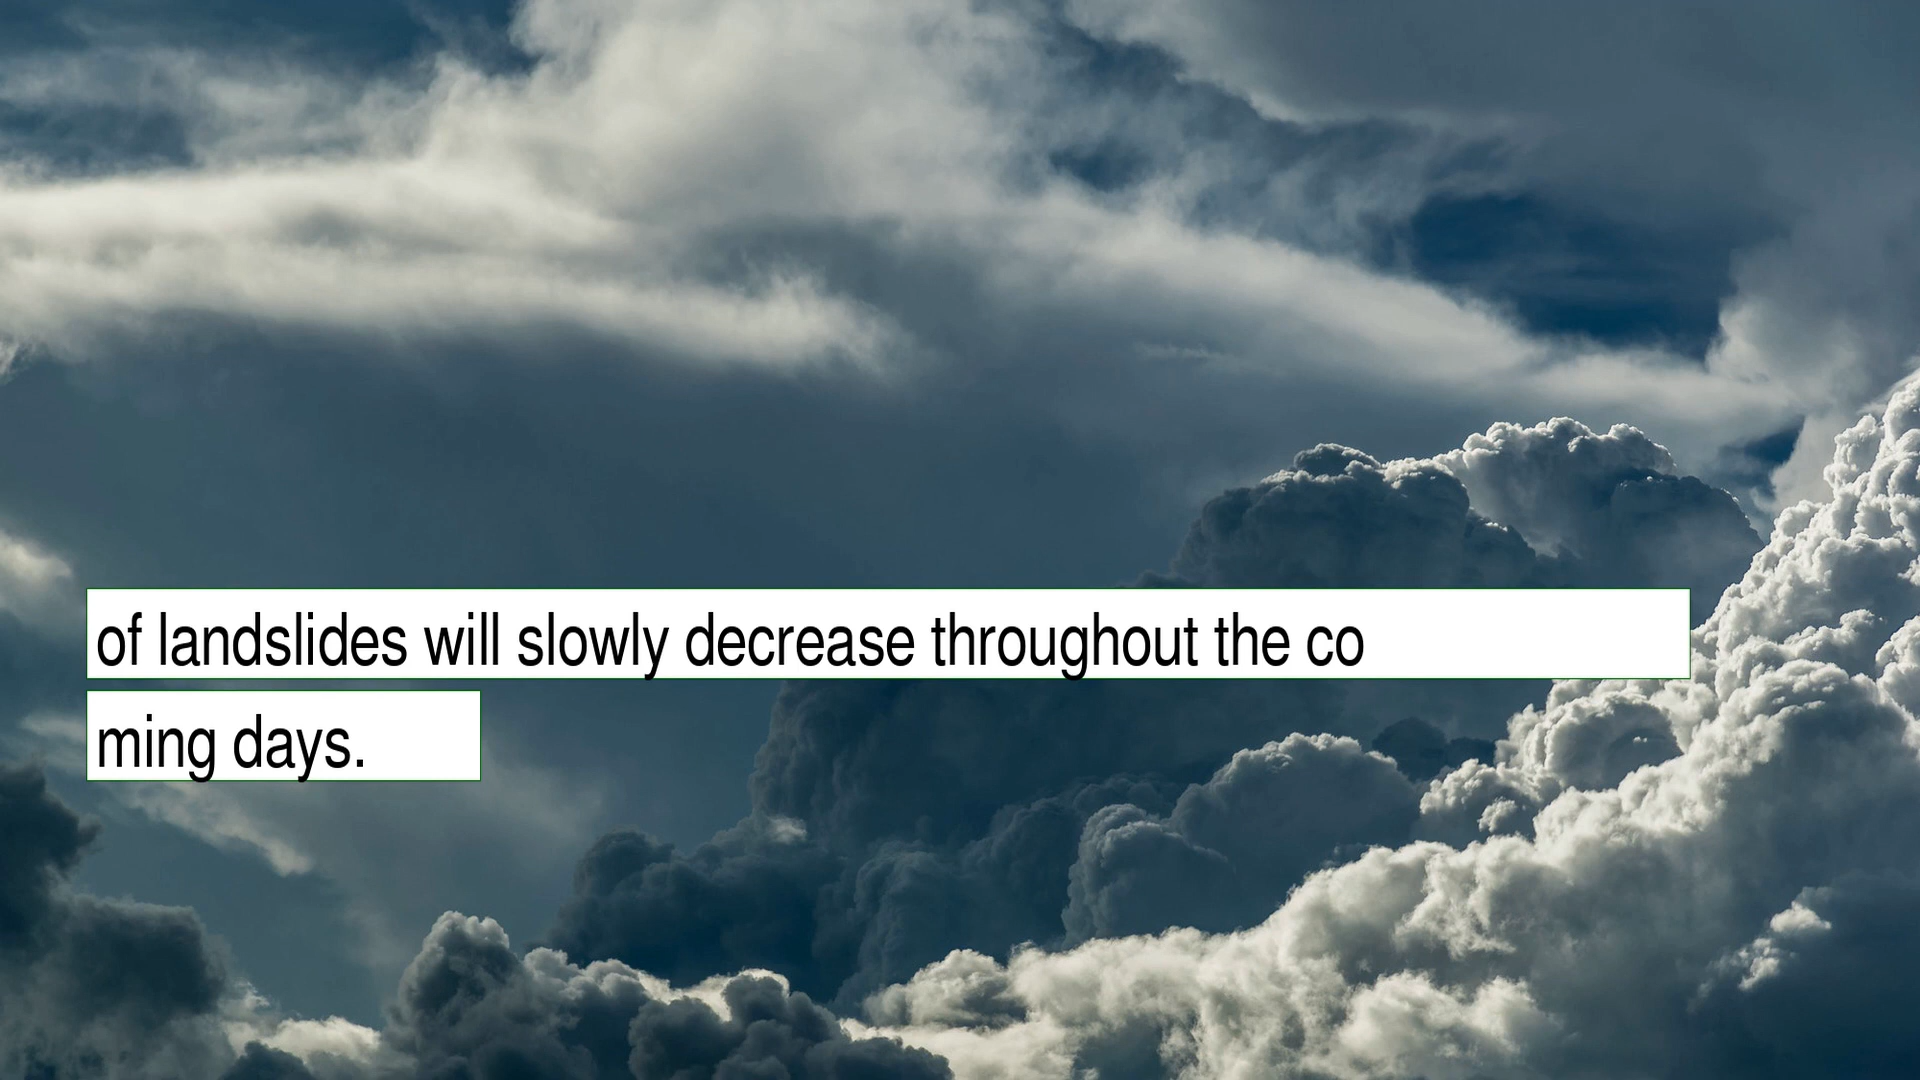 of landslides will slowly decrease throughout the co
ming days.